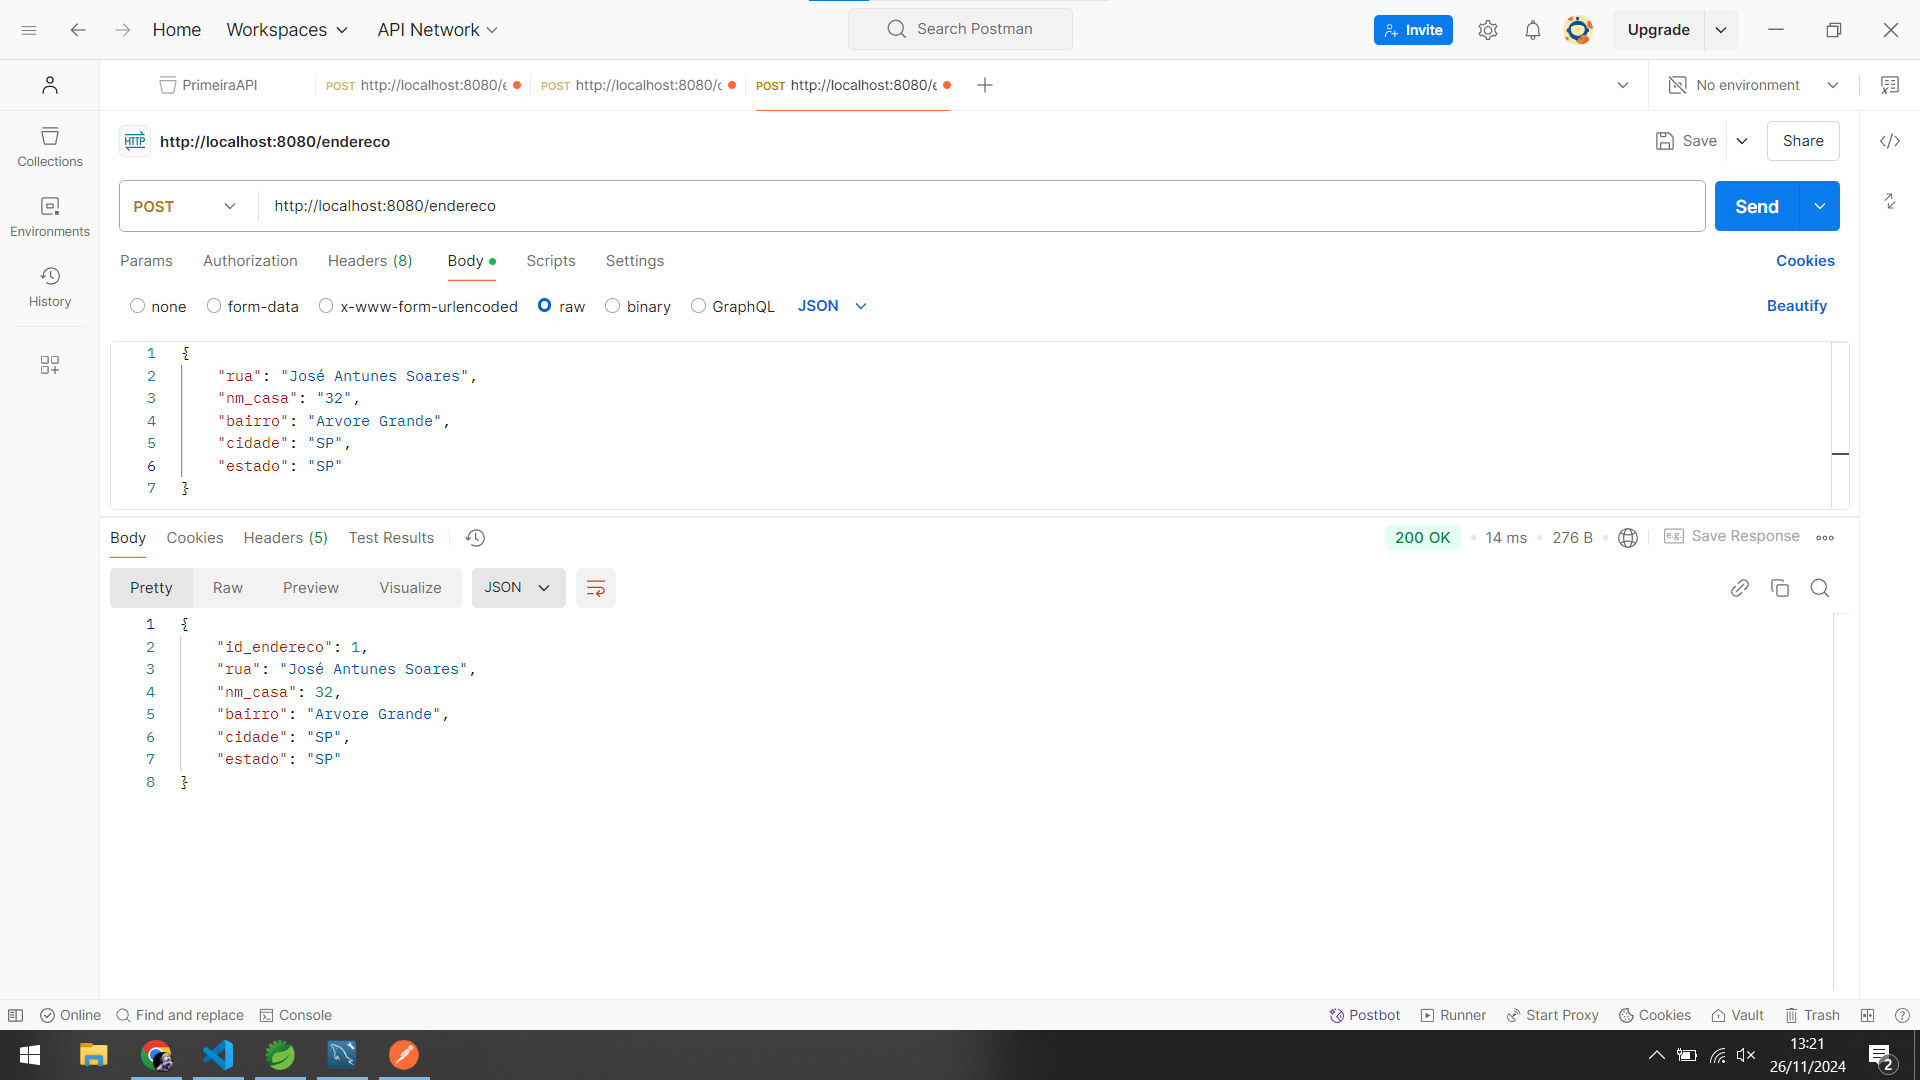 Home Workspaces API Network Search Postman Invite Upgrade
PrimeiraAPI POST http://localhost:8080/e POST http://localhost:8080/c POST http://localhost:8080/e No environment
HTTP http://localhost:8080/endereco Save Share
Collections
POST http://localhost:8080/endereco Send
Environments
Params Authorization Headers (8) Body Scripts Settings Cookies
History
none form-data x-www-form-urlencoded raw binary GraphQL JSON Beautify
1 {
2 "rua": "José Antunes Soares",
3 "nm_casa": "32",
4 "bairro": "Arvore Grande",
5 "cidade": "SP",
6 "estado": "SP"
7 }
Body Cookies Headers (5) Test Results 200 OK 14 ms 276 B e.g. Save Response
Pretty Raw Preview Visualize JSON
1 {
2 "id_endereco": 1,
3 "rua": "José Antunes Soares",
4 "nm_casa": 32,
5 "bairro": "Arvore Grande",
6 "cidade": "SP",
7 "estado": "SP"
8 }
Online Find and replace Console Postbot Runner Start Proxy Cookies Vault Trash
13:21
26/11/2024
2